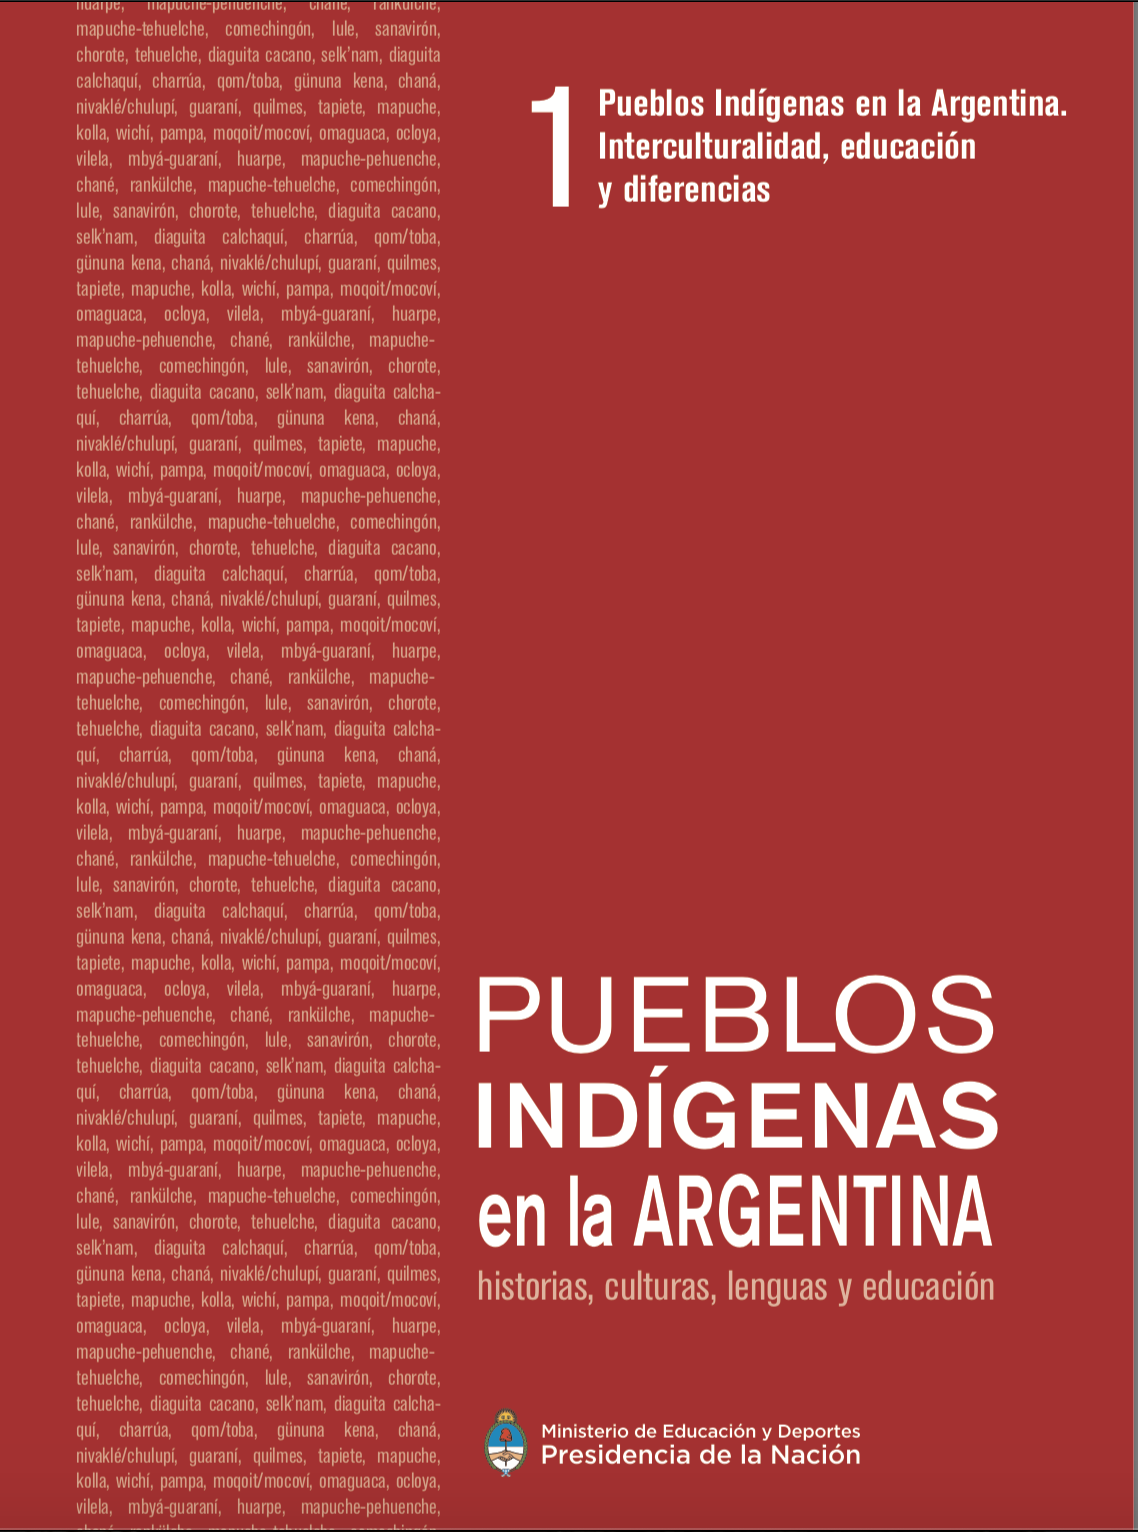 huarpe, mapuche-pehuenche, chané, rankülche,
mapuche-tehuelche, comechingón, lule, sanavirón,
chorote, tehuelche, diaguita cacano, selk’nam, diaguita
calchaquí, charrúa, qom/toba, gününa kena, chaná,
nivaklé/chulupí, guaraní, quilmes, tapiete, mapuche,
kolla, wichí, pampa, moqoit/mocoví, omaguaca, ocloya,
vilela, mbyá-guaraní, huarpe, mapuche-pehuenche,
chané, rankülche, mapuche-tehuelche, comechingón,
lule, sanavirón, chorote, tehuelche, diaguita cacano,
selk’nam, diaguita calchaquí, charrúa, qom/toba,
gününa kena, chaná, nivaklé/chulupí, guaraní, quilmes,
tapiete, mapuche, kolla, wichí, pampa, moqoit/mocoví,
omaguaca, ocloya, vilela, mbyá-guaraní, huarpe,
mapuche-pehuenche, chané, rankülche, mapuche-
tehuelche, comechingón, lule, sanavirón, chorote,
tehuelche, diaguita cacano, selk’nam, diaguita calcha-
quí, charrúa, qom/toba, gününa kena, chaná,
nivaklé/chulupí, guaraní, quilmes, tapiete, mapuche,
kolla, wichí, pampa, moqoit/mocoví, omaguaca, ocloya,
vilela, mbyá-guaraní, huarpe, mapuche-pehuenche,
chané, rankülche, mapuche-tehuelche, comechingón,
lule, sanavirón, chorote, tehuelche, diaguita cacano,
selk’nam, diaguita calchaquí, charrúa, qom/toba,
gününa kena, chaná, nivaklé/chulupí, guaraní, quilmes,
tapiete, mapuche, kolla, wichí, pampa, moqoit/mocoví,
omaguaca, ocloya, vilela, mbyá-guaraní, huarpe,
mapuche-pehuenche, chané, rankülche, mapuche-
tehuelche, comechingón, lule, sanavirón, chorote,
tehuelche, diaguita cacano, selk’nam, diaguita calcha-
quí, charrúa, qom/toba, gününa kena, chaná,
nivaklé/chulupí, guaraní, quilmes, tapiete, mapuche,
kolla, wichí, pampa, moqoit/mocoví, omaguaca, ocloya,
vilela, mbyá-guaraní, huarpe, mapuche-pehuenche,
chané, rankülche, mapuche-tehuelche, comechingón,
lule, sanavirón, chorote, tehuelche, diaguita cacano,
selk’nam, diaguita calchaquí, charrúa, qom/toba,
gününa kena, chaná, nivaklé/chulupí, guaraní, quilmes,
tapiete, mapuche, kolla, wichí, pampa, moqoit/mocoví,
omaguaca, ocloya, vilela, mbyá-guaraní, huarpe,
mapuche-pehuenche, chané, rankülche, mapuche-
tehuelche, comechingón, lule, sanavirón, chorote,
tehuelche, diaguita cacano, selk’nam, diaguita calcha-
quí, charrúa, qom/toba, gününa kena, chaná,
nivaklé/chulupí, guaraní, quilmes, tapiete, mapuche,
kolla, wichí, pampa, moqoit/mocoví, omaguaca, ocloya,
vilela, mbyá-guaraní, huarpe, mapuche-pehuenche,
chané, rankülche, mapuche-tehuelche, comechingón,
lule, sanavirón, chorote, tehuelche, diaguita cacano,
selk’nam, diaguita calchaquí, charrúa, qom/toba,
gününa kena, chaná, nivaklé/chulupí, guaraní, quilmes,
tapiete, mapuche, kolla, wichí, pampa, moqoit/mocoví,
omaguaca, ocloya, vilela, mbyá-guaraní, huarpe,
mapuche-pehuenche, chané, rankülche, mapuche-
tehuelche, comechingón, lule, sanavirón, chorote,
tehuelche, diaguita cacano, selk’nam, diaguita calcha-
quí, charrúa, qom/toba, gününa kena, chaná,
nivaklé/chulupí, guaraní, quilmes, tapiete, mapuche,
kolla, wichí, pampa, moqoit/mocoví, omaguaca, ocloya,
vilela, mbyá-guaraní, huarpe, mapuche-pehuenche,
chané, rankülche, mapuche-tehuelche, comechingón,
1
Pueblos Indígenas en la Argentina.
Interculturalidad, educación
y diferencias
PUEBLOS
INDÍGENAS
en la ARGENTINA
historias, culturas, lenguas y educación
Ministerio de Educación y Deportes
Presidencia de la Nación